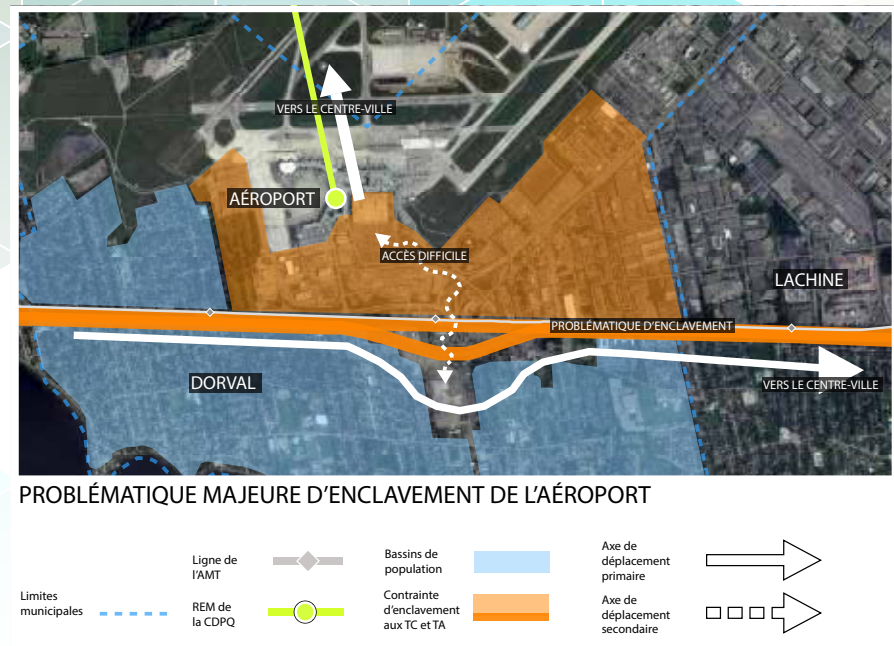 VERS LE CENTRE-VILLE
AÉROPORT
ACCÈS DIFFICILE
LACHINE
PROBLÉMATIQUE D'ENCLAVEMENT
DORVAL
VERS LE CENTRE-VILLE
PROBLÉMATIQUE MAJEURE D'ENCLAVEMENT DE L'AÉROPORT
Limites
municipales
Ligne de
l'AMT
REM de
la CDPQ
Bassins de
population
Contrainte
d'enclavement
aux TC et TA
Axe de
déplacement
primaire
Axe de
déplacement
secondaire